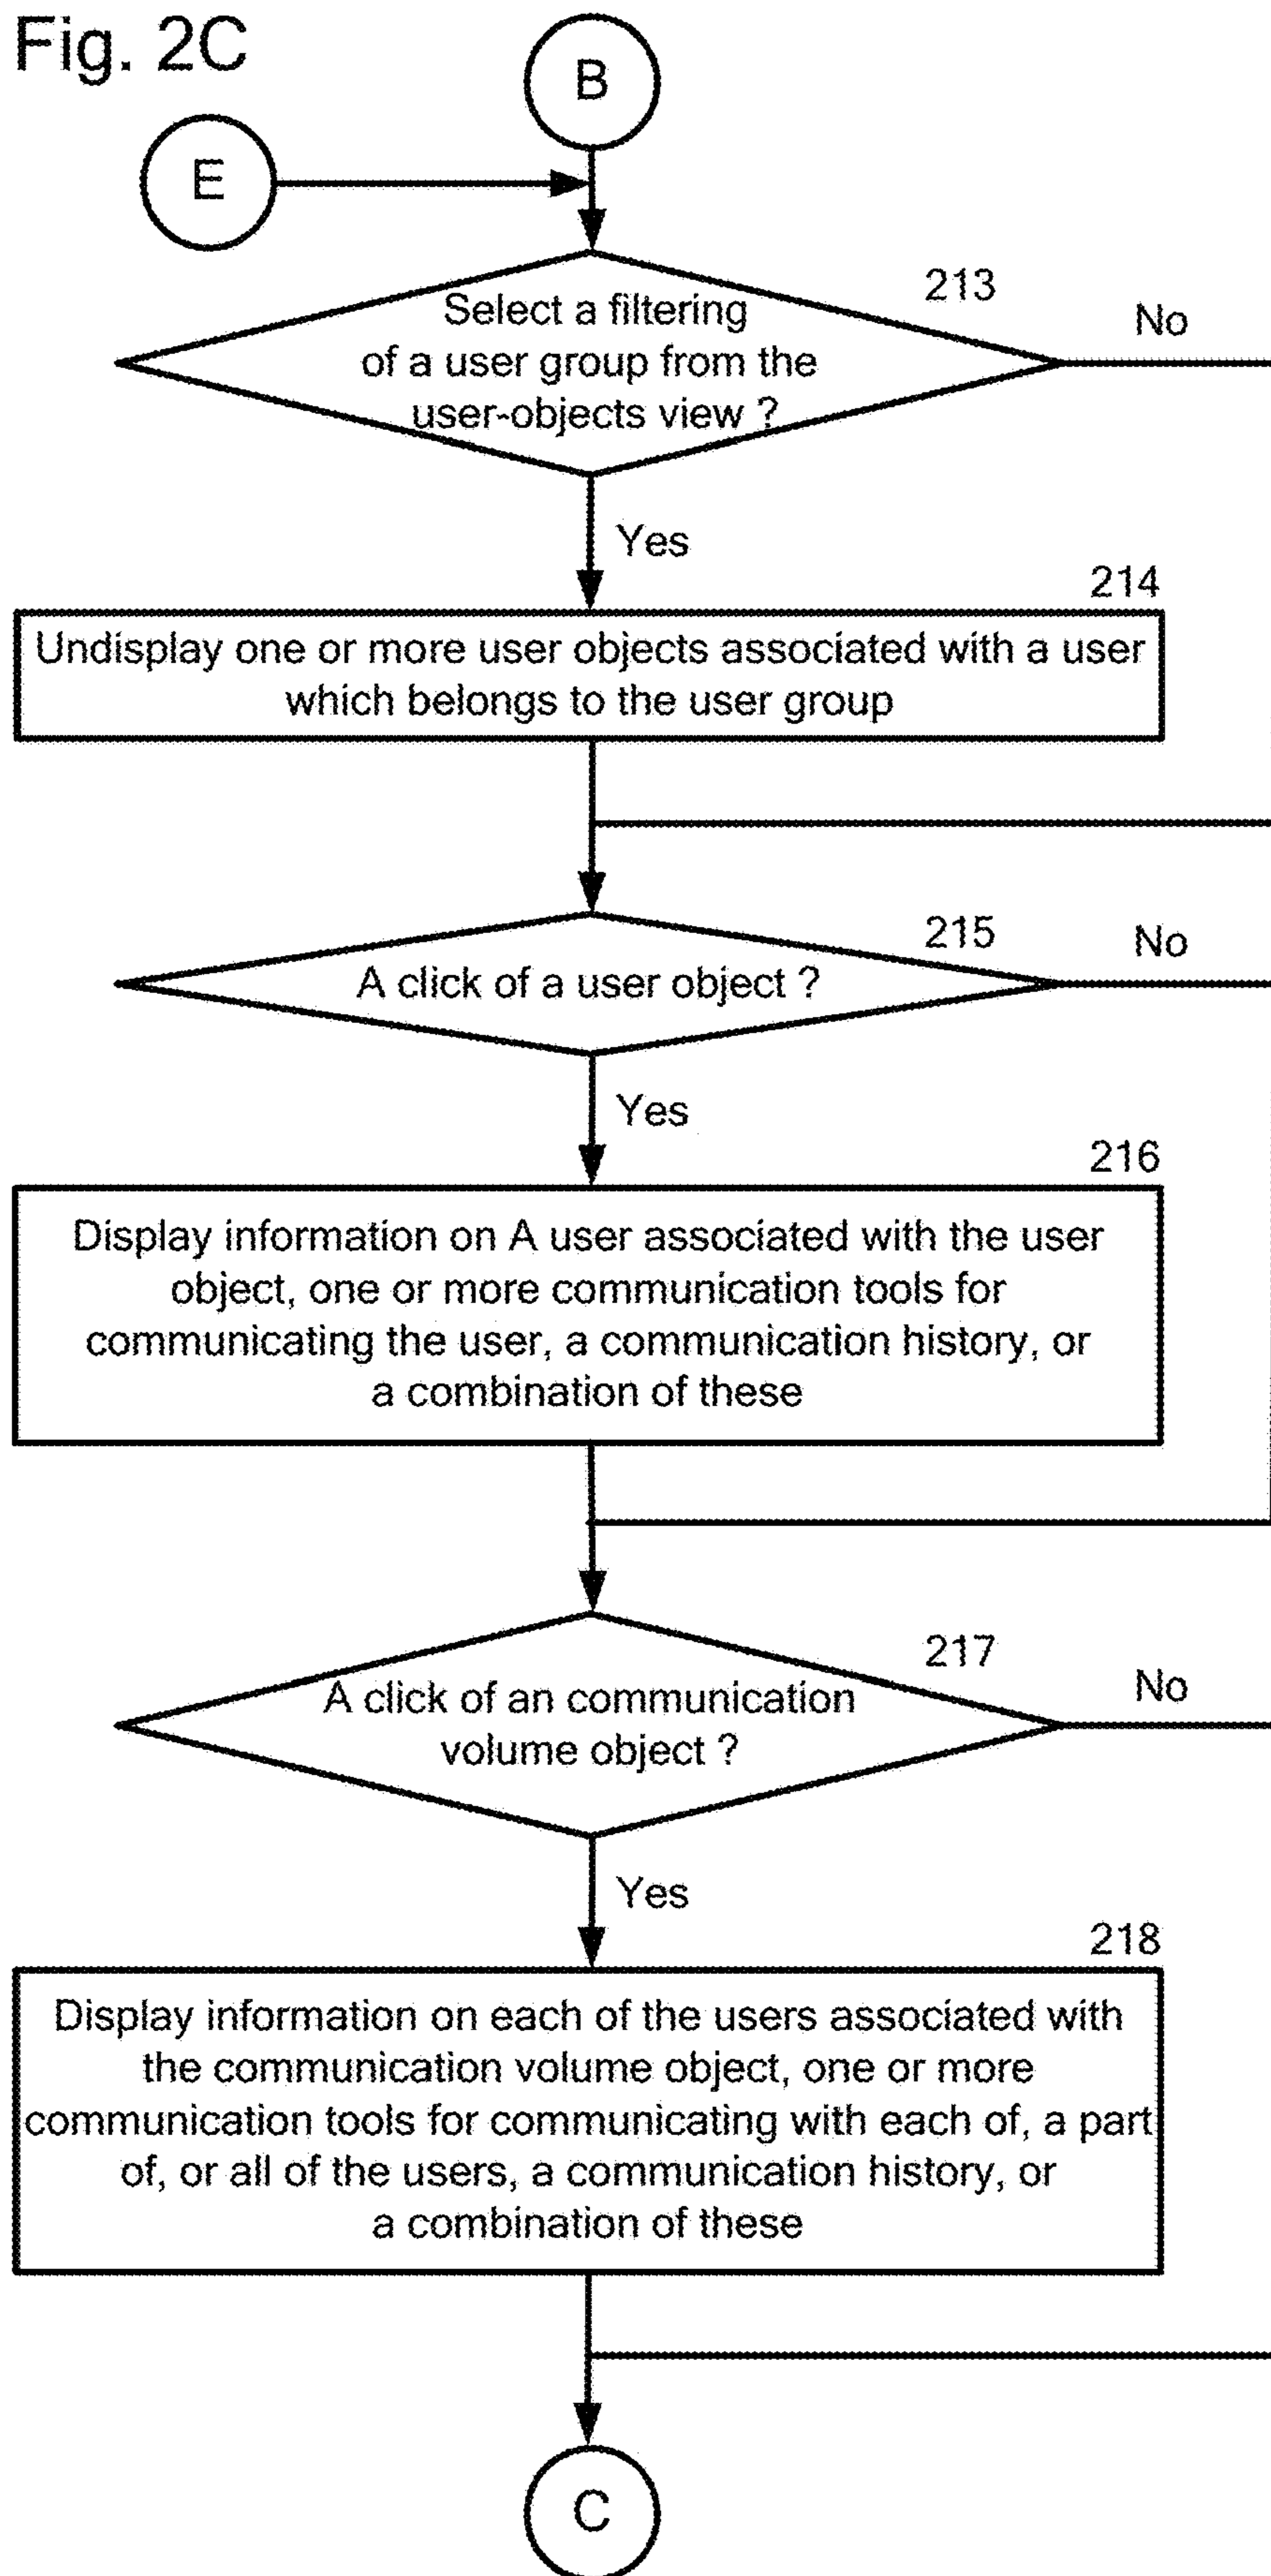 Fig. 2C
B
E
213
No
Select a filtering
of a user group from the
user-objects view ?
Yes
214
Undisplay one or more user objects associated with a user
which belongs to the user group
215
No
A click of a user object ?
Yes
216
Display information on A user associated with the user
object, one or more communication tools for
communicating the user, a communication history, or
a combination of these
217
No
A click of an communication
volume object ?
Yes
218
Display information on each of the users associated with
the communication volume object, one or more
communication tools for communicating with each of, a part
of, or all of the users, a communication history, or
a combination of these
C